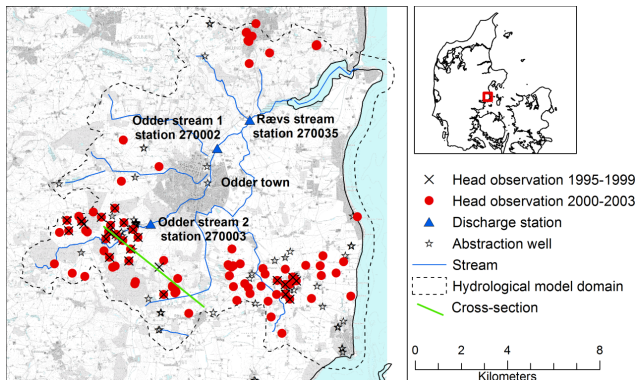 Odder stream 1
station 270002
Rævs stream
station 270035
Odder town
Odder stream 2
station 270003
Head observation 1995-1999
Head observation 2000-2003
Discharge station
Abstraction well
Stream
Hydrological model domain
Cross-section
0 2 4 8
Kilometers